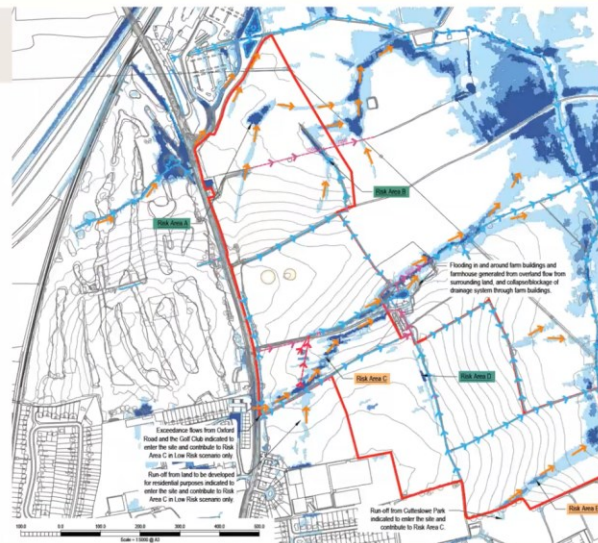 Risk Area B
Risk Area A
Flooding in and around farm buildings and
farmhouse generated from overland flow from
surrounding land, and collapse/blockage of
drainage system through farm buildings.
Risk Area C
Risk Area D
Exceedance flows from Oxford
Road and the Golf Club indicated to
enter the site and contribute to Risk
Area C in Low Risk scenario only.
Run-off from land to be developed
for residential purposes indicated to
enter the site and contribute to Risk
Area C in Low Risk scenario only.
Run-off from Cutteslowe Park
indicated to enter the site and
contribute to Risk Area C.
Risk Area
100.0 0.0 100.0 200.0 300.0 400.0 500.0